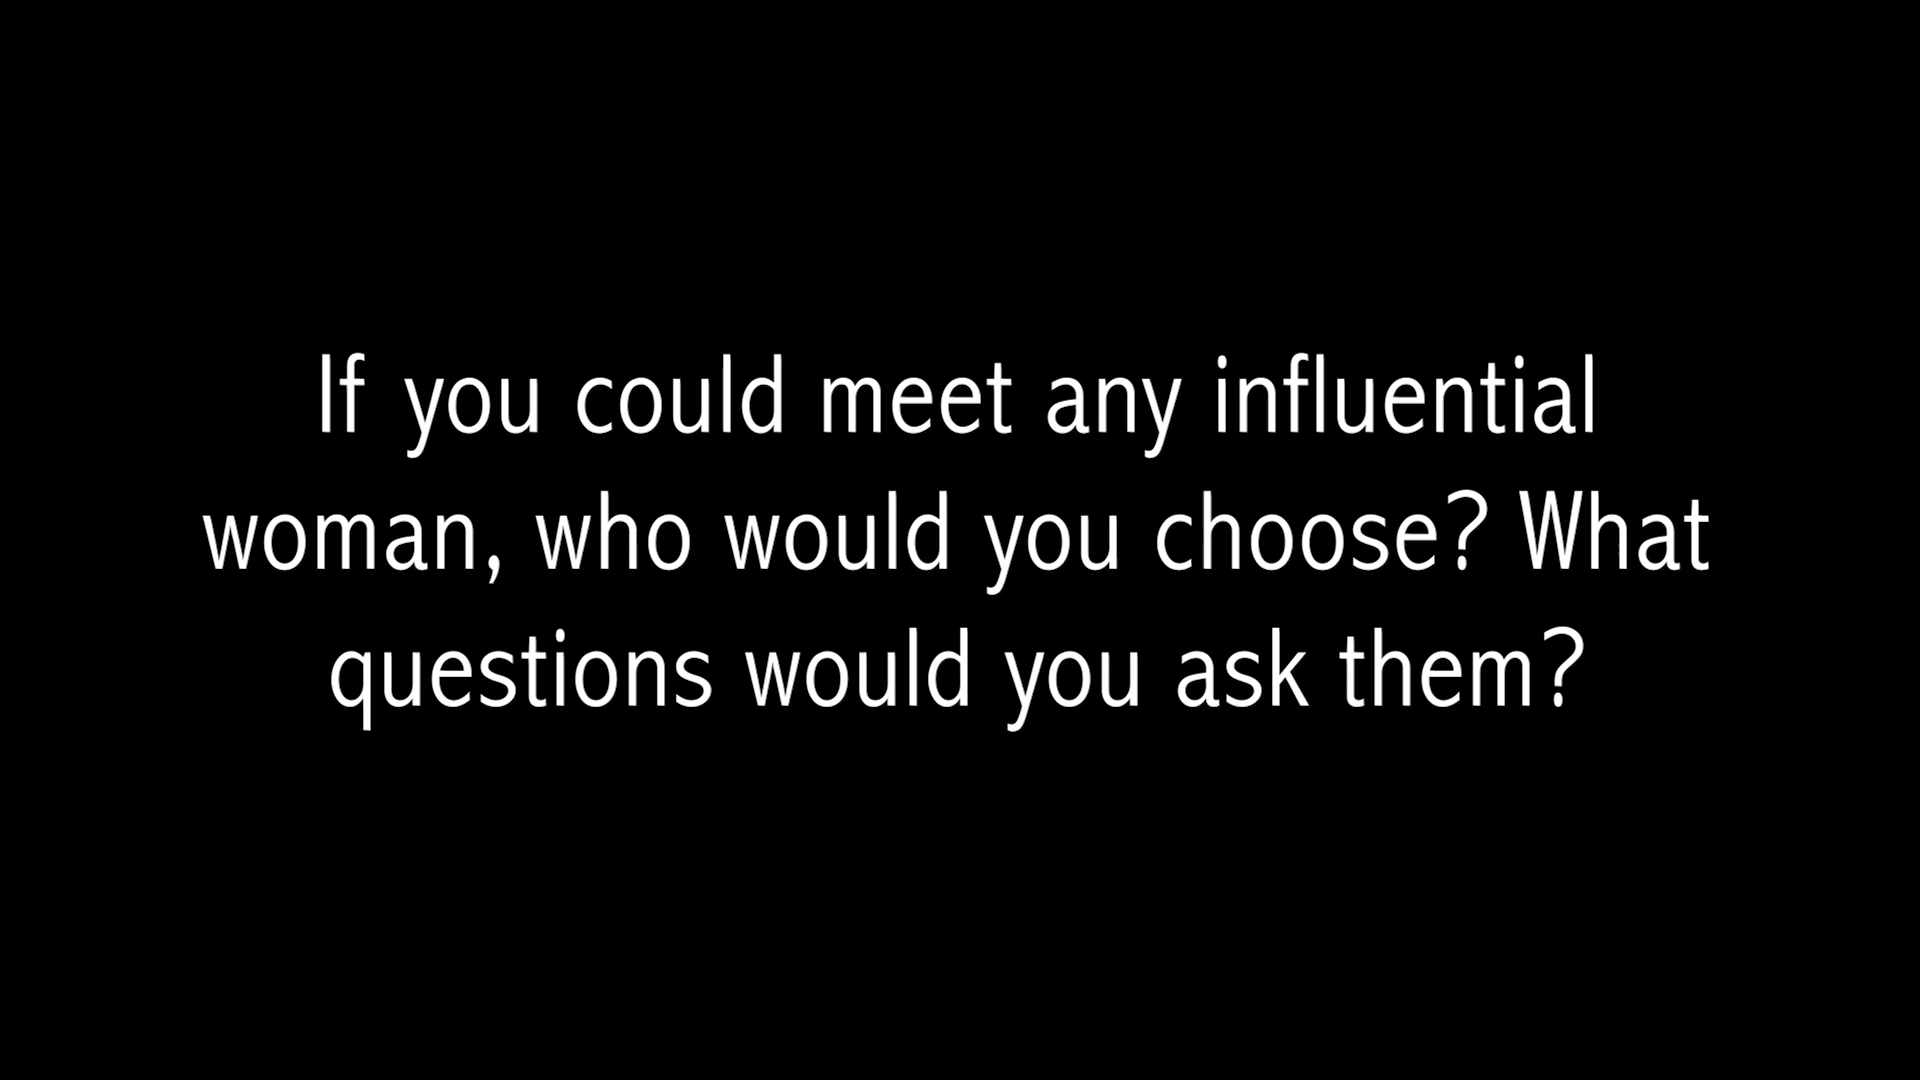 If you could meet any influential
woman, who would you choose? What
questions would you ask them?